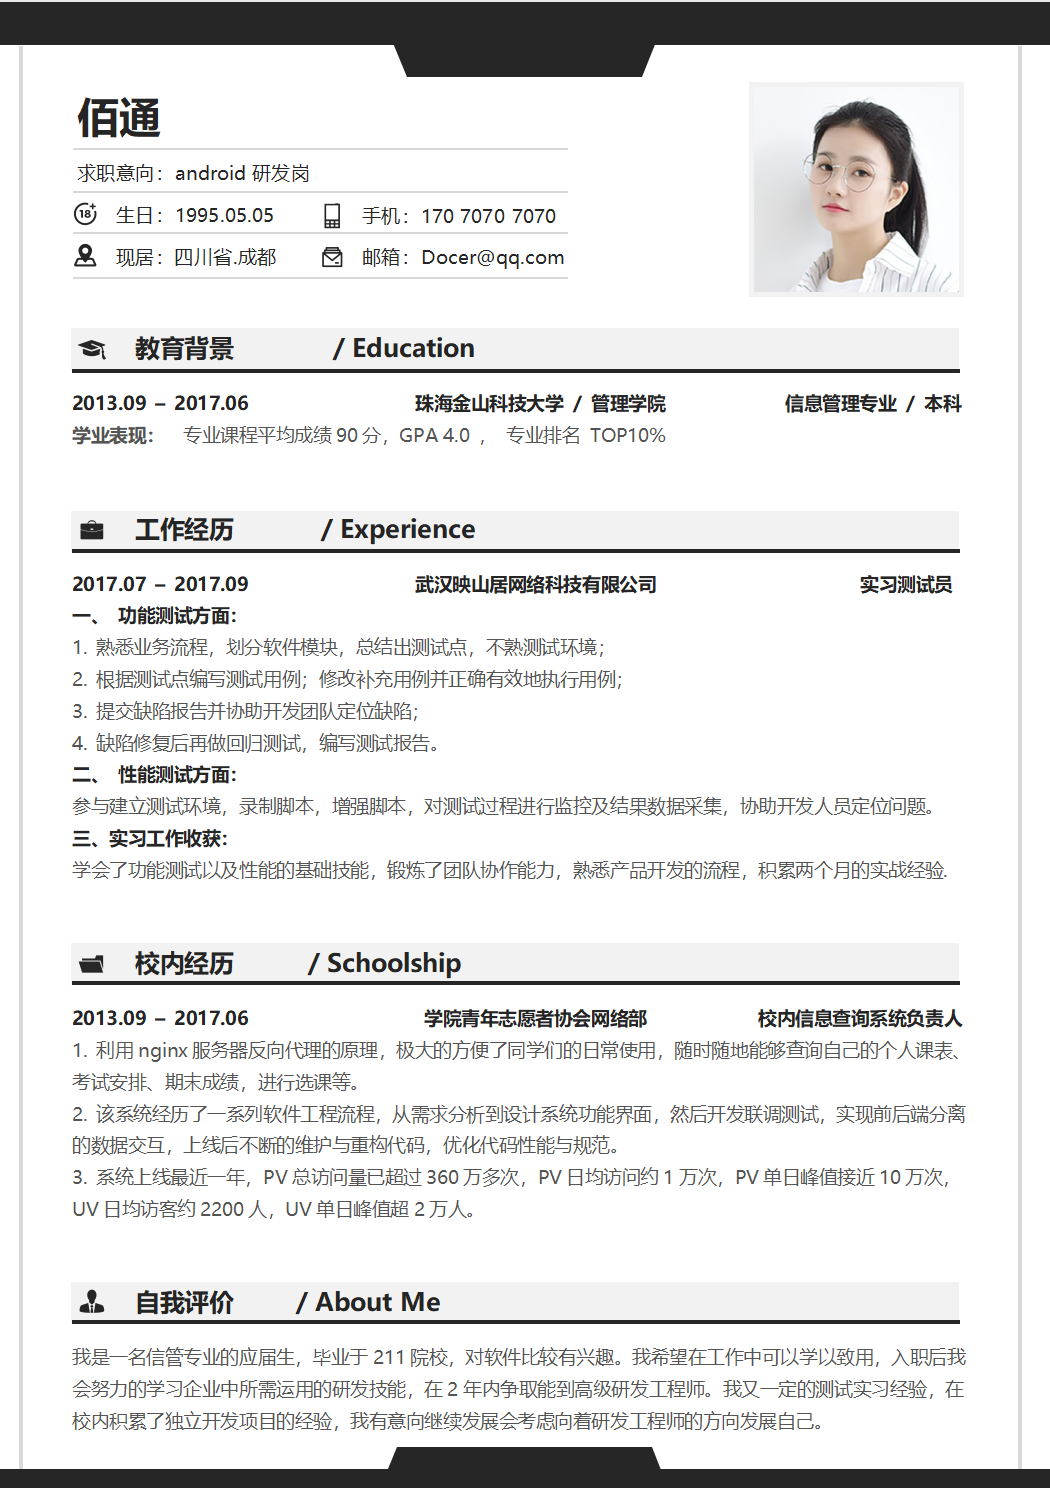 佰通
求职意向：android 研发岗
18+ 生日：1995.05.05 手机：170 7070 7070
现居：四川省.成都 邮箱：Docer@qq.com
教育背景 / Education
2013.09 – 2017.06 珠海金山科技大学 / 管理学院 信息管理专业 / 本科
学业表现： 专业课程平均成绩 90 分，GPA 4.0 ， 专业排名 TOP10%
工作经历 / Experience
2017.07 – 2017.09 武汉映山居网络科技有限公司 实习测试员
一、 功能测试方面：
1. 熟悉业务流程，划分软件模块，总结出测试点，不熟测试环境；
2. 根据测试点编写测试用例；修改补充用例并正确有效地执行用例；
3. 提交缺陷报告并协助开发团队定位缺陷；
4. 缺陷修复后再做回归测试，编写测试报告。
二、 性能测试方面：
参与建立测试环境，录制脚本，增强脚本，对测试过程进行监控及结果数据采集，协助开发人员定位问题。
三、实习工作收获：
学会了功能测试以及性能的基础技能，锻炼了团队协作能力，熟悉产品开发的流程，积累两个月的实战经验.
校内经历 / Schoolship
2013.09 – 2017.06 学院青年志愿者协会网络部 校内信息查询系统负责人
1. 利用 nginx 服务器反向代理的原理，极大的方便了同学们的日常使用，随时随地能够查询自己的个人课表、
考试安排、期末成绩，进行选课等。
2. 该系统经历了一系列软件工程流程，从需求分析到设计系统功能界面，然后开发联调测试，实现前后端分离
的数据交互，上线后不断的维护与重构代码，优化代码性能与规范。
3. 系统上线最近一年，PV 总访问量已超过 360 万多次，PV 日均访问约 1 万次，PV 单日峰值接近 10 万次，
UV 日均访客约 2200 人，UV 单日峰值超 2 万人。
自我评价 / About Me
我是一名信管专业的应届生，毕业于 211 院校，对软件比较有兴趣。我希望在工作中可以学以致用，入职后我
会努力的学习企业中所需运用的研发技能，在 2 年内争取能到高级研发工程师。我又一定的测试实习经验，在
校内积累了独立开发项目的经验，我有意向继续发展会考虑向着研发工程师的方向发展自己。